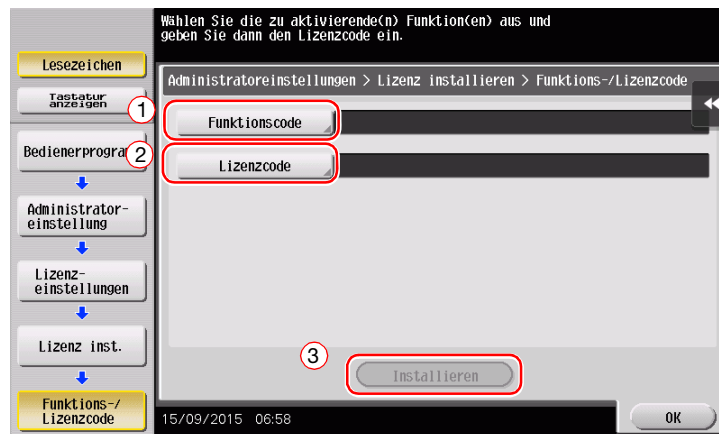 Wählen Sie die zu aktivierende(n) Funktion(en) aus und
geben Sie dann den Lizenzcode ein.
Lesezeichen
Tastatur
anzeigen
Administratoreinstellungen > Lizenz installieren > Funktions-/Lizenzcode
1
Funktionscode
Bedienerprogra
2
Lizenzcode
Administrator-
einstellung
Lizenz-
einstellungen
Lizenz inst.
3
Installieren
Funktions-/
Lizenzcode
15/09/2015 06:58
OK